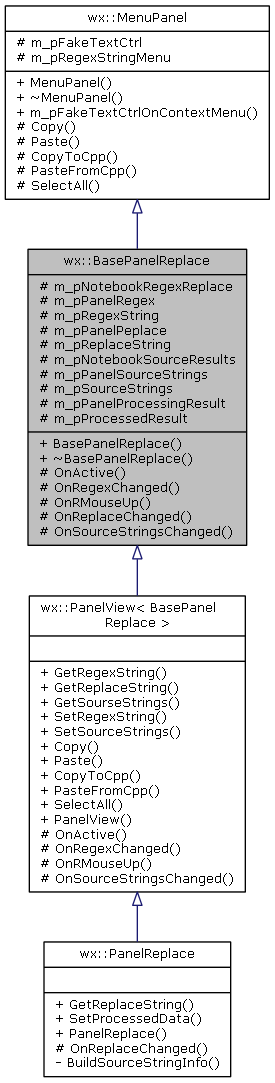 wx::MenuPanel
# m_pFakeTextCtrl
# m_pRegexStringMenu
+ MenuPanel()
+ ~MenuPanel()
+ m_pFakeTextCtrlOnContextMenu()
# Copy()
# Paste()
# CopyToCpp()
# PasteFromCpp()
# SelectAll()
wx::BasePanelReplace
# m_pNotebookRegexReplace
# m_pPanelRegex
# m_pRegexString
# m_pPanelPeplace
# m_pReplaceString
# m_pNotebookSourceResults
# m_pPanelSourceStrings
# m_pSourceStrings
# m_pPanelProcessingResult
# m_pProcessedResult
+ BasePanelReplace()
+ ~BasePanelReplace()
# OnActive()
# OnRegexChanged()
# OnRMouseUp()
# OnReplaceChanged()
# OnSourceStringsChanged()
wx::PanelView< BasePanel
Replace >
+ GetRegexString()
+ GetReplaceString()
+ GetSourseStrings()
+ SetRegexString()
+ SetSourceStrings()
+ Copy()
+ Paste()
+ CopyToCpp()
+ PasteFromCpp()
+ SelectAll()
+ PanelView()
# OnActive()
# OnRegexChanged()
# OnRMouseUp()
# OnSourceStringsChanged()
wx::PanelReplace
+ GetReplaceString()
+ SetProcessedData()
+ PanelReplace()
# OnReplaceChanged()
- BuildSourceStringInfo()